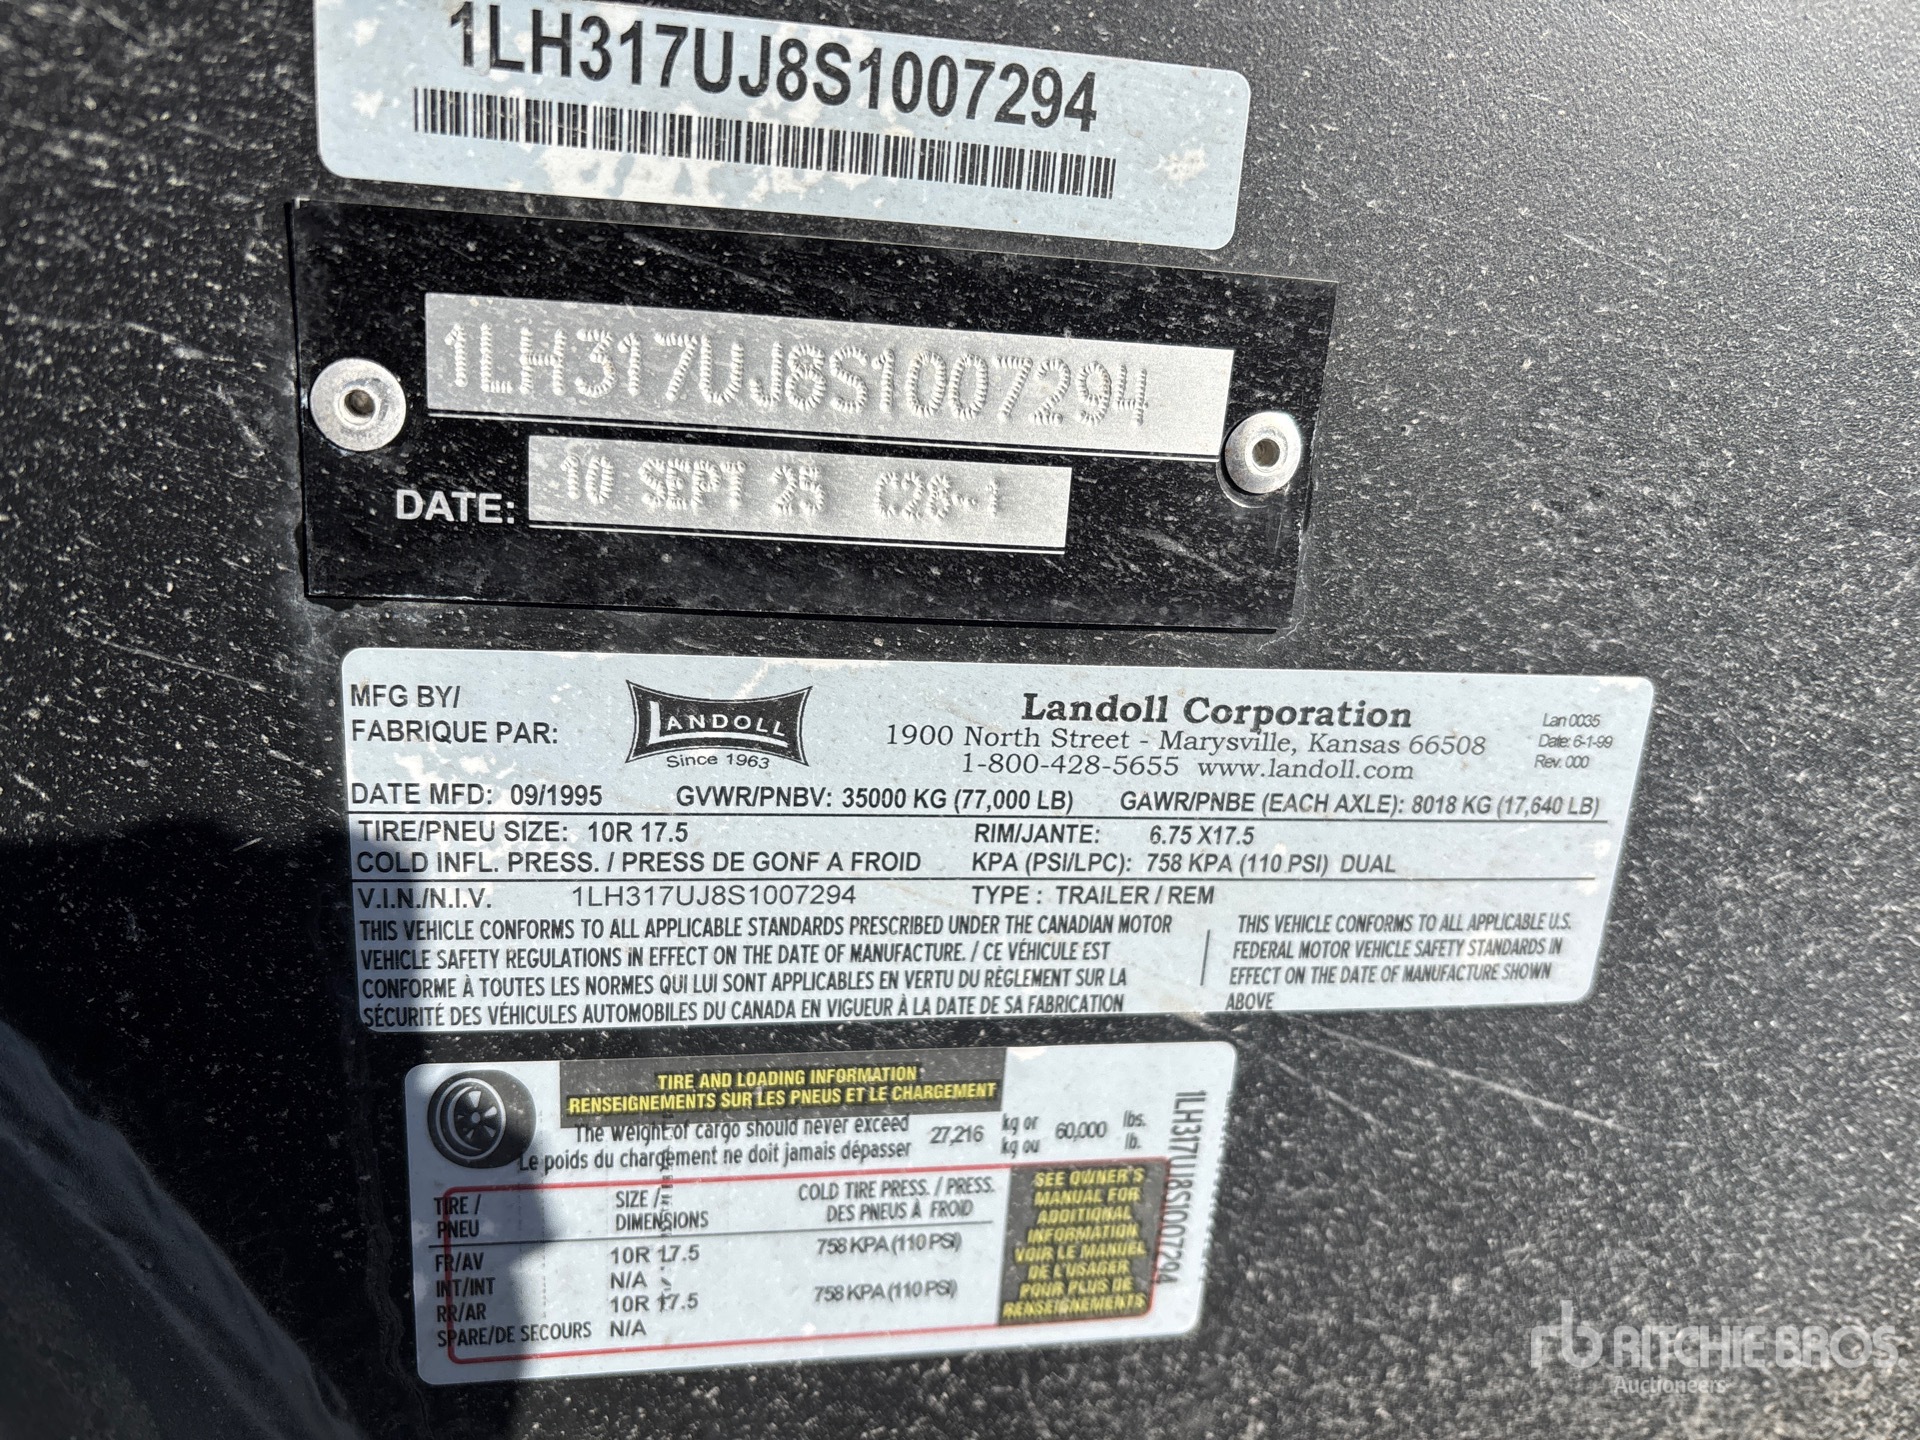 1LH317UJ8S1007294
1LH317UJ8S1007294
DATE: 10 SEPT 25 C26-1
MFG BY/
FABRIQUE PAR:
LANDOLL
Since 1963
Landoll Corporation
1900 North Street - Marysville, Kansas 66508
1-800-428-5655 www.landoll.com
Lan 0035
Date: 6-1-99
Rev. 000
DATE MFD: 09/1995 GVWR/PNBV: 35000 KG (77,000 LB) GAWR/PNBE (EACH AXLE): 8018 KG (17,640 LB)
TIRE/PNEU SIZE: 10R 17.5 RIM/JANTE: 6.75 X17.5
COLD INFL. PRESS. / PRESS DE GONF A FROID KPA (PSI/LPC): 758 KPA (110 PSI) DUAL
V.I.N./N.I.V. 1LH317UJ8S1007294 TYPE : TRAILER / REM
THIS VEHICLE CONFORMS TO ALL APPLICABLE STANDARDS PRESCRIBED UNDER THE CANADIAN MOTOR
VEHICLE SAFETY REGULATIONS IN EFFECT ON THE DATE OF MANUFACTURE. / CE VÉHICULE EST
CONFORME À TOUTES LES NORMES QUI LUI SONT APPLICABLES EN VERTU DU RÈGLEMENT SUR LA
SÉCURITÉ DES VÉHICULES AUTOMOBILES DU CANADA EN VIGUEUR À LA DATE DE SA FABRICATION
THIS VEHICLE CONFORMS TO ALL APPLICABLE U.S.
FEDERAL MOTOR VEHICLE SAFETY STANDARDS IN
EFFECT ON THE DATE OF MANUFACTURE SHOWN
ABOVE
TIRE AND LOADING INFORMATION
RENSEIGNEMENTS SUR LES PNEUS ET LE CHARGEMENT
The weight of cargo should never exceed
Le poids du chargement ne doit jamais dépasser
27,216 kg or
kg ou
60,000 lbs.
lb.
TIRE /
PNEU
SIZE /
DIMENSIONS
COLD TIRE PRESS. / PRESS.
DES PNEUS À FROID
FR/AV 10R 17.5 758 KPA (110 PSI)
INT/INT N/A
RR/AR 10R 17.5 758 KPA (110 PSI)
SPARE/DE SECOURS N/A
SEE OWNER'S
MANUAL FOR
ADDITIONAL
INFORMATION
VOIR LE MANUEL
DE L'USAGER
POUR PLUS DE
RENSEIGNEMENTS
1LH317UJ8S1007294
rb RITCHIE BROS.
Auctioneers